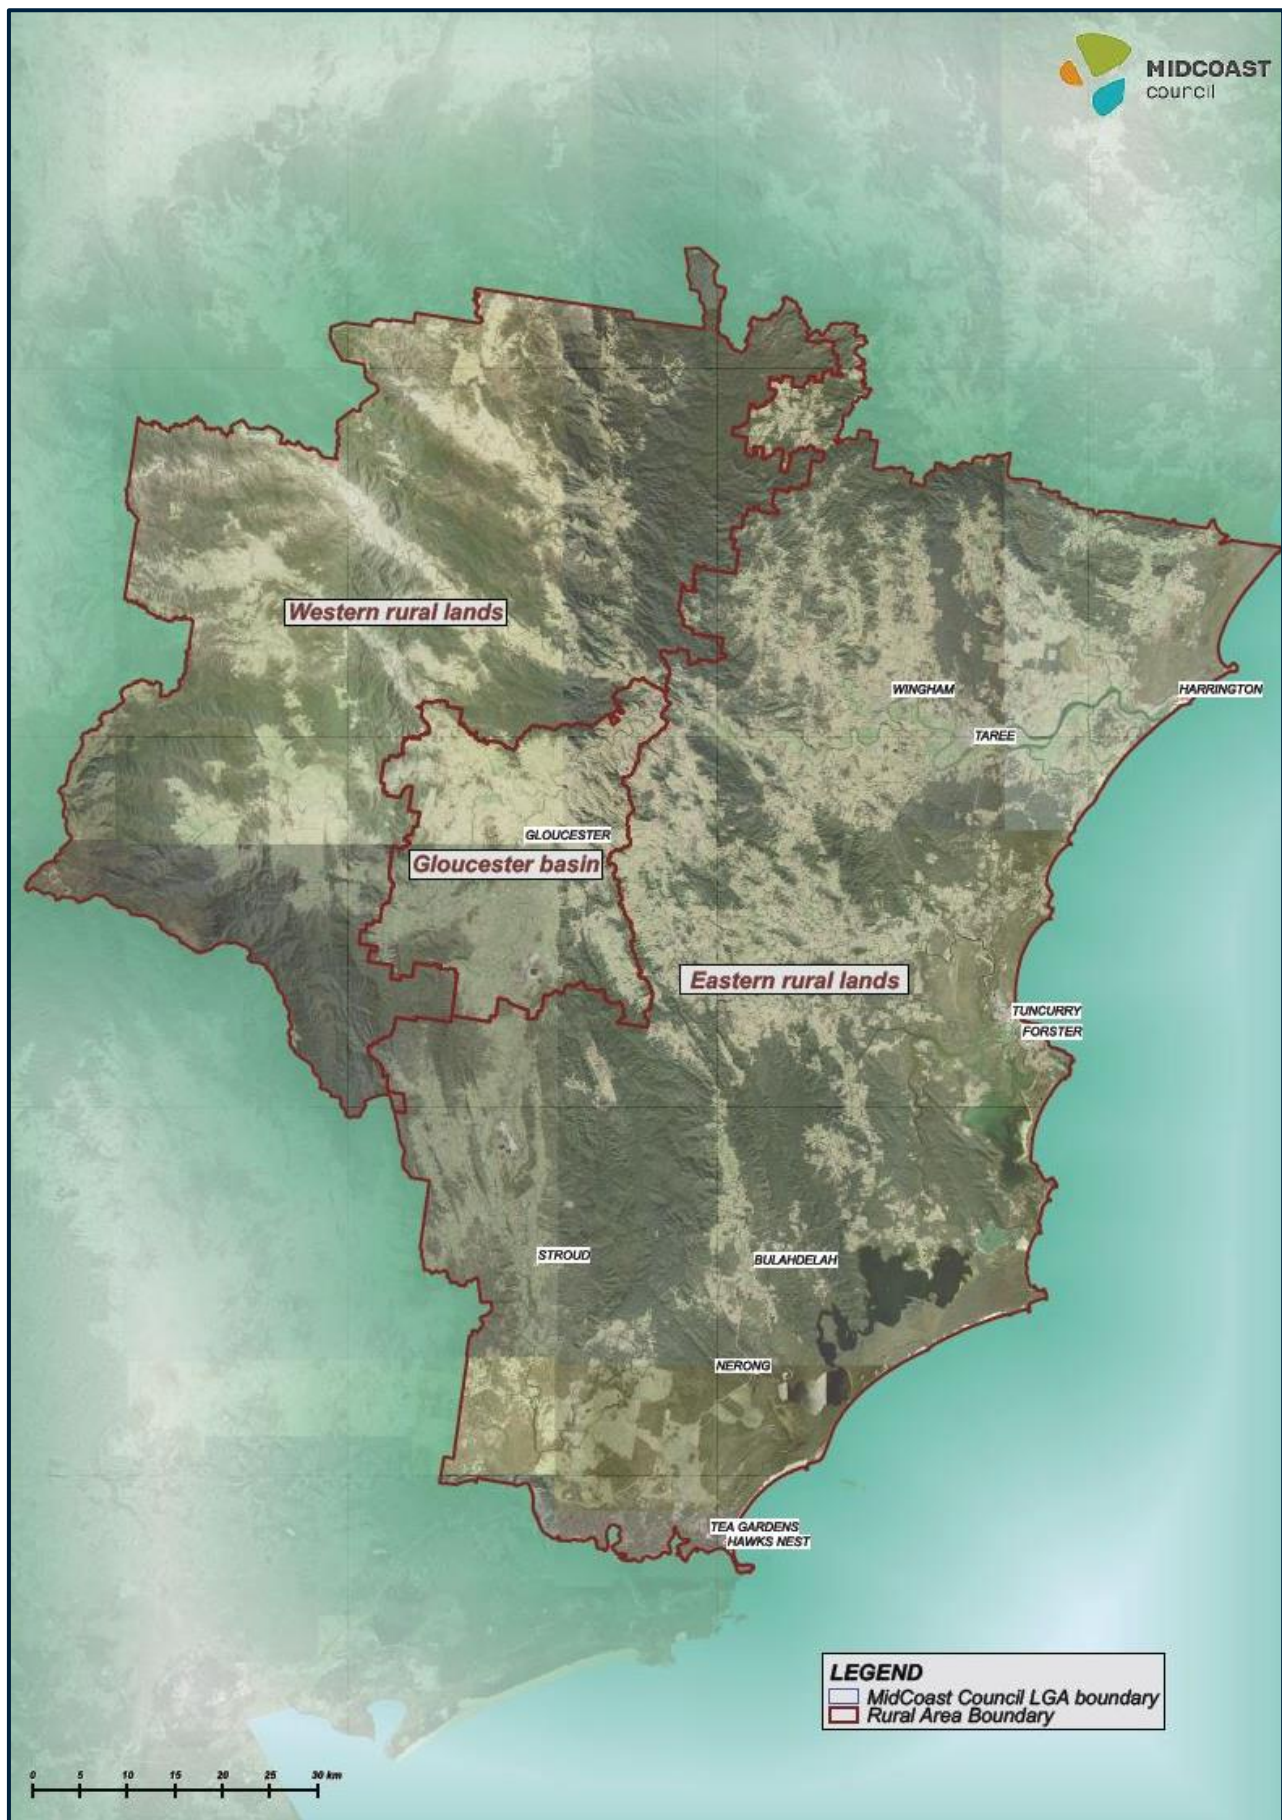 MIDCOAST
council
Western rural lands
WINGHAM
HARRINGTON
TAREE
GLOUCESTER
Gloucester basin
Eastern rural lands
TUNCURRY
FORSTER
STROUD
BULAHDELAH
NERONG
TEA GARDENS
HAWKS NEST
LEGEND
MidCoast Council LGA boundary
Rural Area Boundary
0 5 10 15 20 25 30 km